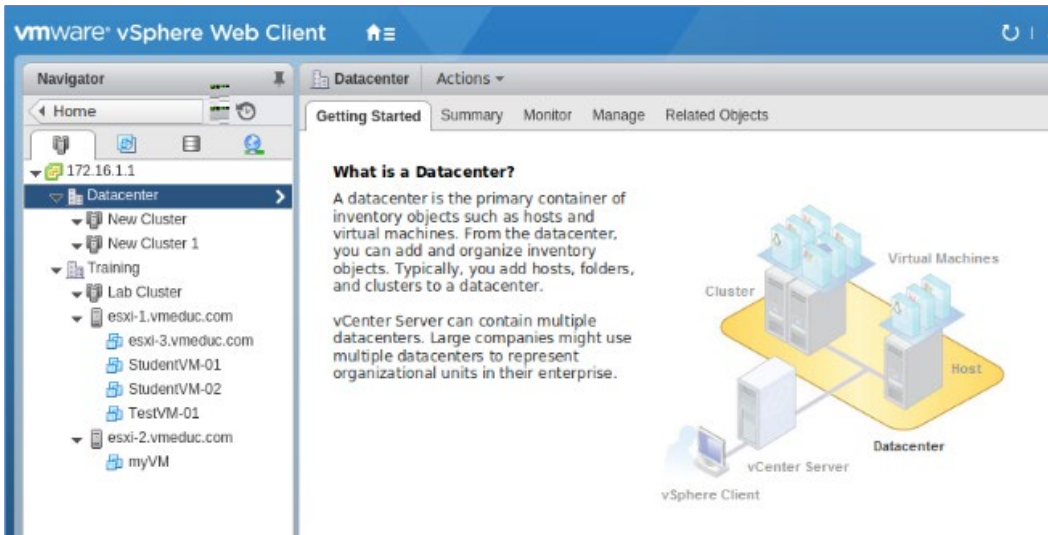 vmware® vSphere Web Client
Navigator
Home
172.16.1.1
Datacenter
New Cluster
New Cluster 1
Training
Lab Cluster
esxi-1.vmeduc.com
esxi-3.vmeduc.com
StudentVM-01
StudentVM-02
TestVM-01
esxi-2.vmeduc.com
myVM
Datacenter Actions
Getting Started Summary Monitor Manage Related Objects
What is a Datacenter?
A datacenter is the primary container of
inventory objects such as hosts and
virtual machines. From the datacenter,
you can add and organize inventory
objects. Typically, you add hosts, folders,
and clusters to a datacenter.
vCenter Server can contain multiple
datacenters. Large companies might use
multiple datacenters to represent
organizational units in their enterprise.
Virtual Machines
Cluster
Host
Datacenter
vCenter Server
vSphere Client